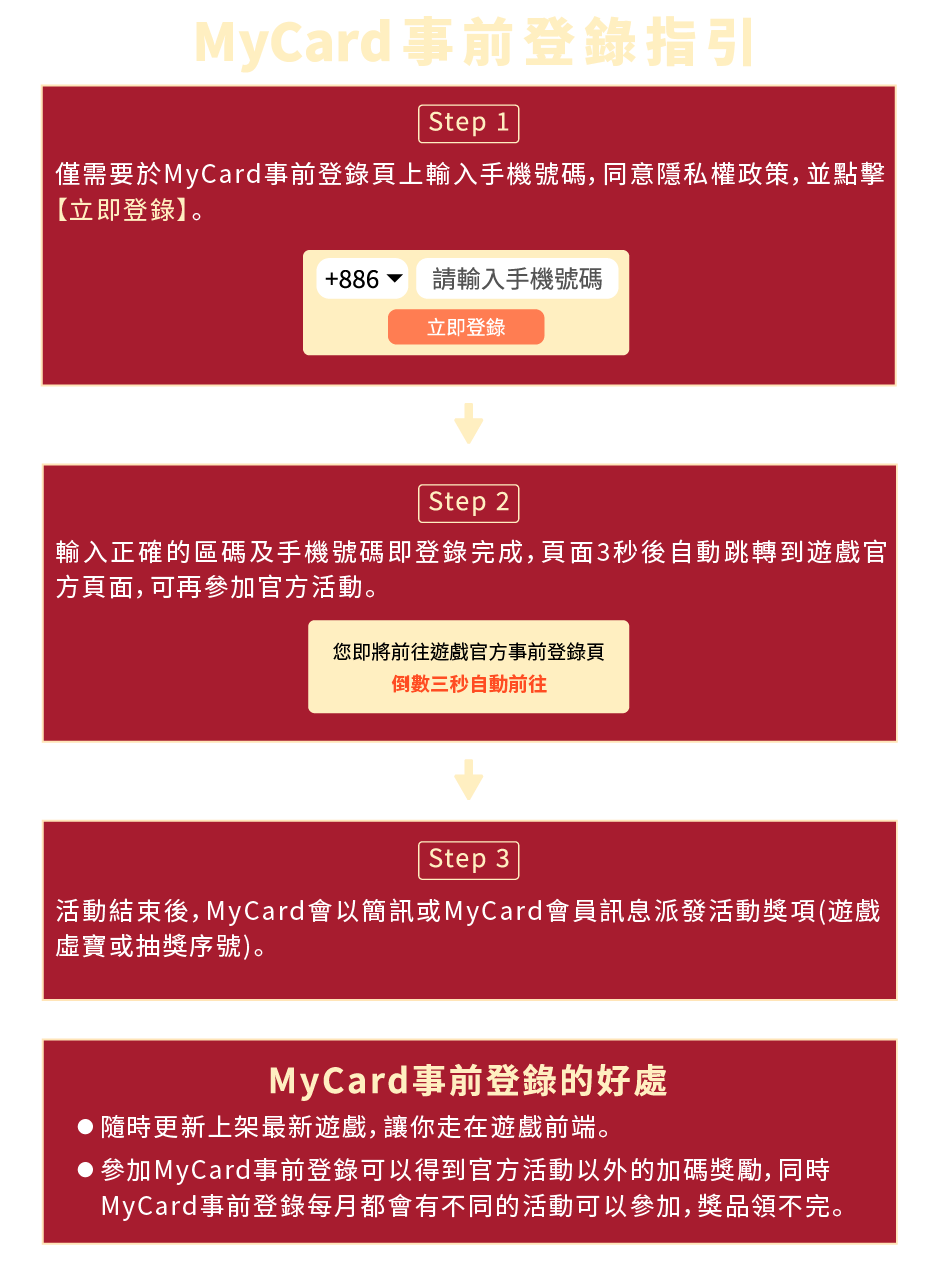 MyCard事前登錄指引
Step 1
僅需要於MyCard事前登錄頁上輸入手機號碼,同意隱私權政策,並點擊
【立即登錄】。
+886 請輸入手機號碼
立即登錄
Step 2
輸入正確的區碼及手機號碼即登錄完成,頁面3秒後自動跳轉到遊戲官
方頁面,可再參加官方活動。
您即將前往遊戲官方事前登錄頁
倒數三秒自動前往
Step 3
活動結束後,MyCard會以簡訊或MyCard會員訊息派發活動獎項(遊戲
虛寶或抽獎序號)。
MyCard事前登錄的好處
●隨時更新上架最新遊戲,讓你走在遊戲前端。
●參加MyCard事前登錄可以得到官方活動以外的加碼獎勵,同時
MyCard事前登錄每月都會有不同的活動可以參加,獎品領不完。